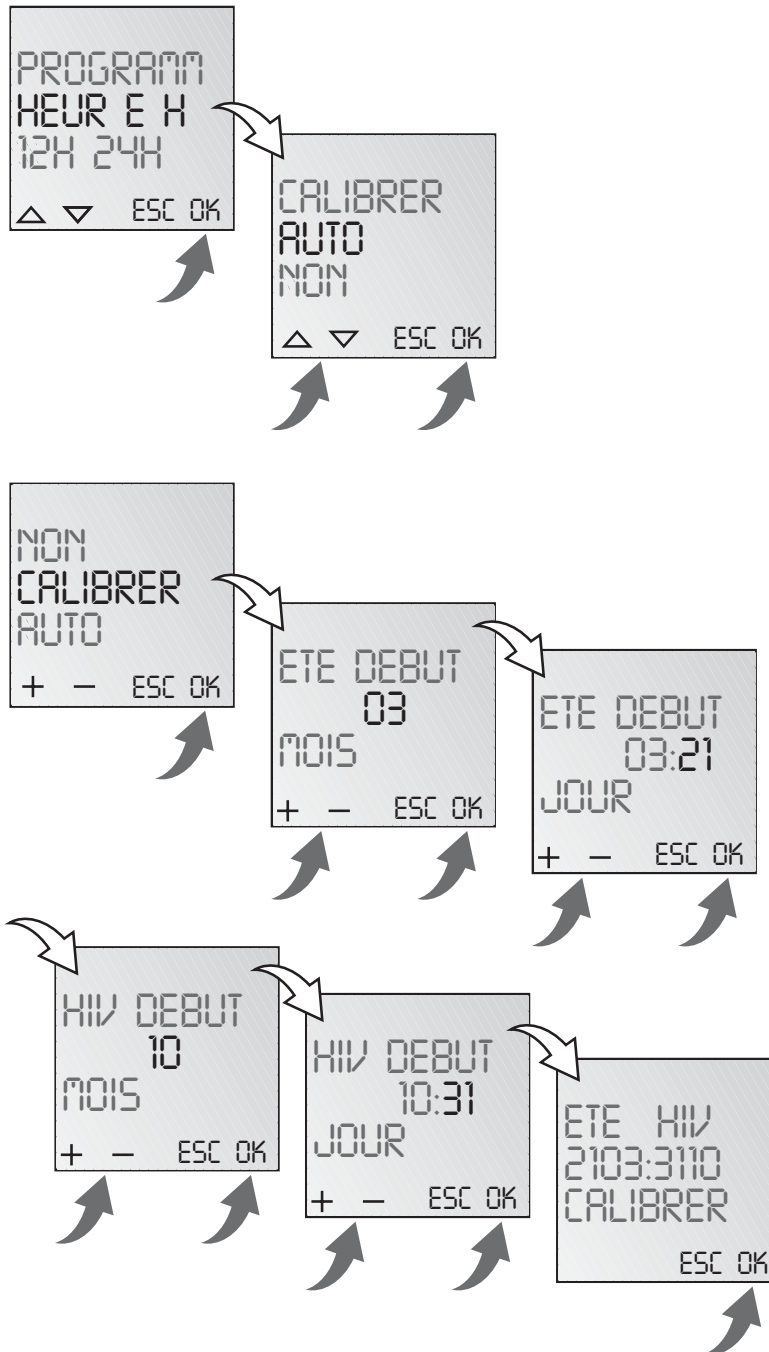 PROGRAMM
HEUR E H
12H 24H
ESC OK
CALIBRER
AUTO
NON
ESC OK
NON
CALIBRER
AUTO
+ − ESC OK
ETE DEBUT
03
MOIS
+ − ESC OK
ETE DEBUT
03:21
JOUR
+ − ESC OK
HIV DEBUT
10
MOIS
+ − ESC OK
HIV DEBUT
10:31
JOUR
+ − ESC OK
ETE HIV
2103:3110
CALIBRER
ESC OK